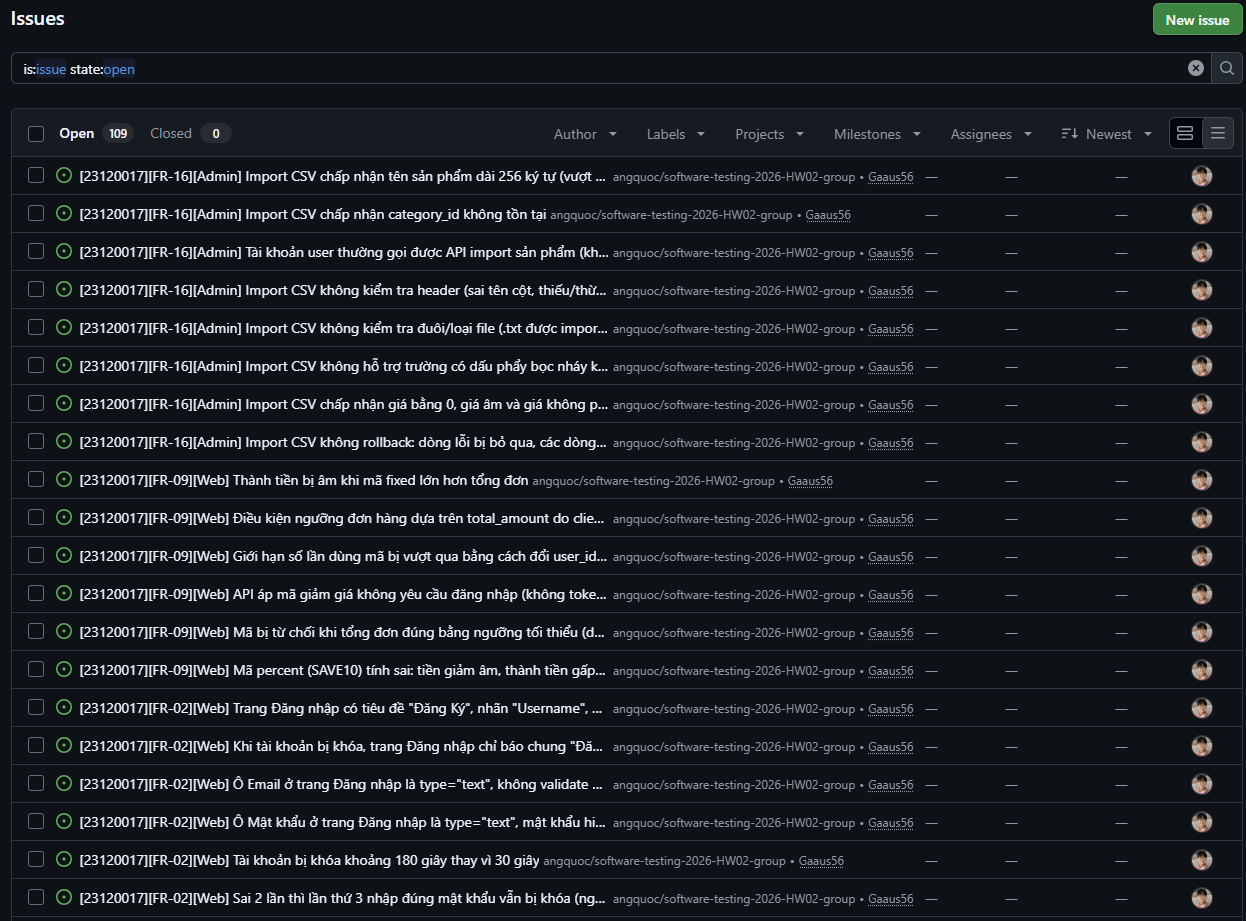 Issues
New issue
is:issue state:open
Open 109 Closed 0 Author Labels Projects Milestones Assignees Newest
[23120017][FR-16][Admin] Import CSV chấp nhận tên sản phẩm dài 256 ký tự (vượt ... angquoc/software-testing-2026-HW02-group • Gaaus56 — — —
[23120017][FR-16][Admin] Import CSV chấp nhận category_id không tồn tại angquoc/software-testing-2026-HW02-group • Gaaus56 — — —
[23120017][FR-16][Admin] Tài khoản user thường gọi được API import sản phẩm (kh... angquoc/software-testing-2026-HW02-group • Gaaus56 — — —
[23120017][FR-16][Admin] Import CSV không kiểm tra header (sai tên cột, thiếu/thừ... angquoc/software-testing-2026-HW02-group • Gaaus56 — — —
[23120017][FR-16][Admin] Import CSV không kiểm tra đuôi/loại file (.txt được impor... angquoc/software-testing-2026-HW02-group • Gaaus56 — — —
[23120017][FR-16][Admin] Import CSV không hỗ trợ trường có dấu phẩy bọc nháy k... angquoc/software-testing-2026-HW02-group • Gaaus56 — — —
[23120017][FR-16][Admin] Import CSV chấp nhận giá bằng 0, giá âm và giá không p... angquoc/software-testing-2026-HW02-group • Gaaus56 — — —
[23120017][FR-16][Admin] Import CSV không rollback: dòng lỗi bị bỏ qua, các dòng... angquoc/software-testing-2026-HW02-group • Gaaus56 — — —
[23120017][FR-09][Web] Thành tiền bị âm khi mã fixed lớn hơn tổng đơn angquoc/software-testing-2026-HW02-group • Gaaus56 — — —
[23120017][FR-09][Web] Điều kiện ngưỡng đơn hàng dựa trên total_amount do clie... angquoc/software-testing-2026-HW02-group • Gaaus56 — — —
[23120017][FR-09][Web] Giới hạn số lần dùng mã bị vượt qua bằng cách đổi user_id... angquoc/software-testing-2026-HW02-group • Gaaus56 — — —
[23120017][FR-09][Web] API áp mã giảm giá không yêu cầu đăng nhập (không toke... angquoc/software-testing-2026-HW02-group • Gaaus56 — — —
[23120017][FR-09][Web] Mã bị từ chối khi tổng đơn đúng bằng ngưỡng tối thiểu (d... angquoc/software-testing-2026-HW02-group • Gaaus56 — — —
[23120017][FR-09][Web] Mã percent (SAVE10) tính sai: tiền giảm âm, thành tiền gấp... angquoc/software-testing-2026-HW02-group • Gaaus56 — — —
[23120017][FR-02][Web] Trang Đăng nhập có tiêu đề "Đăng Ký", nhãn "Username", ... angquoc/software-testing-2026-HW02-group • Gaaus56 — — —
[23120017][FR-02][Web] Khi tài khoản bị khóa, trang Đăng nhập chỉ báo chung "Đă... angquoc/software-testing-2026-HW02-group • Gaaus56 — — —
[23120017][FR-02][Web] Ô Email ở trang Đăng nhập là type="text", không validate ... angquoc/software-testing-2026-HW02-group • Gaaus56 — — —
[23120017][FR-02][Web] Ô Mật khẩu ở trang Đăng nhập là type="text", mật khẩu hi... angquoc/software-testing-2026-HW02-group • Gaaus56 — — —
[23120017][FR-02][Web] Tài khoản bị khóa khoảng 180 giây thay vì 30 giây angquoc/software-testing-2026-HW02-group • Gaaus56 — — —
[23120017][FR-02][Web] Sai 2 lần thì lần thứ 3 nhập đúng mật khẩu vẫn bị khóa (ng... angquoc/software-testing-2026-HW02-group • Gaaus56 — — —